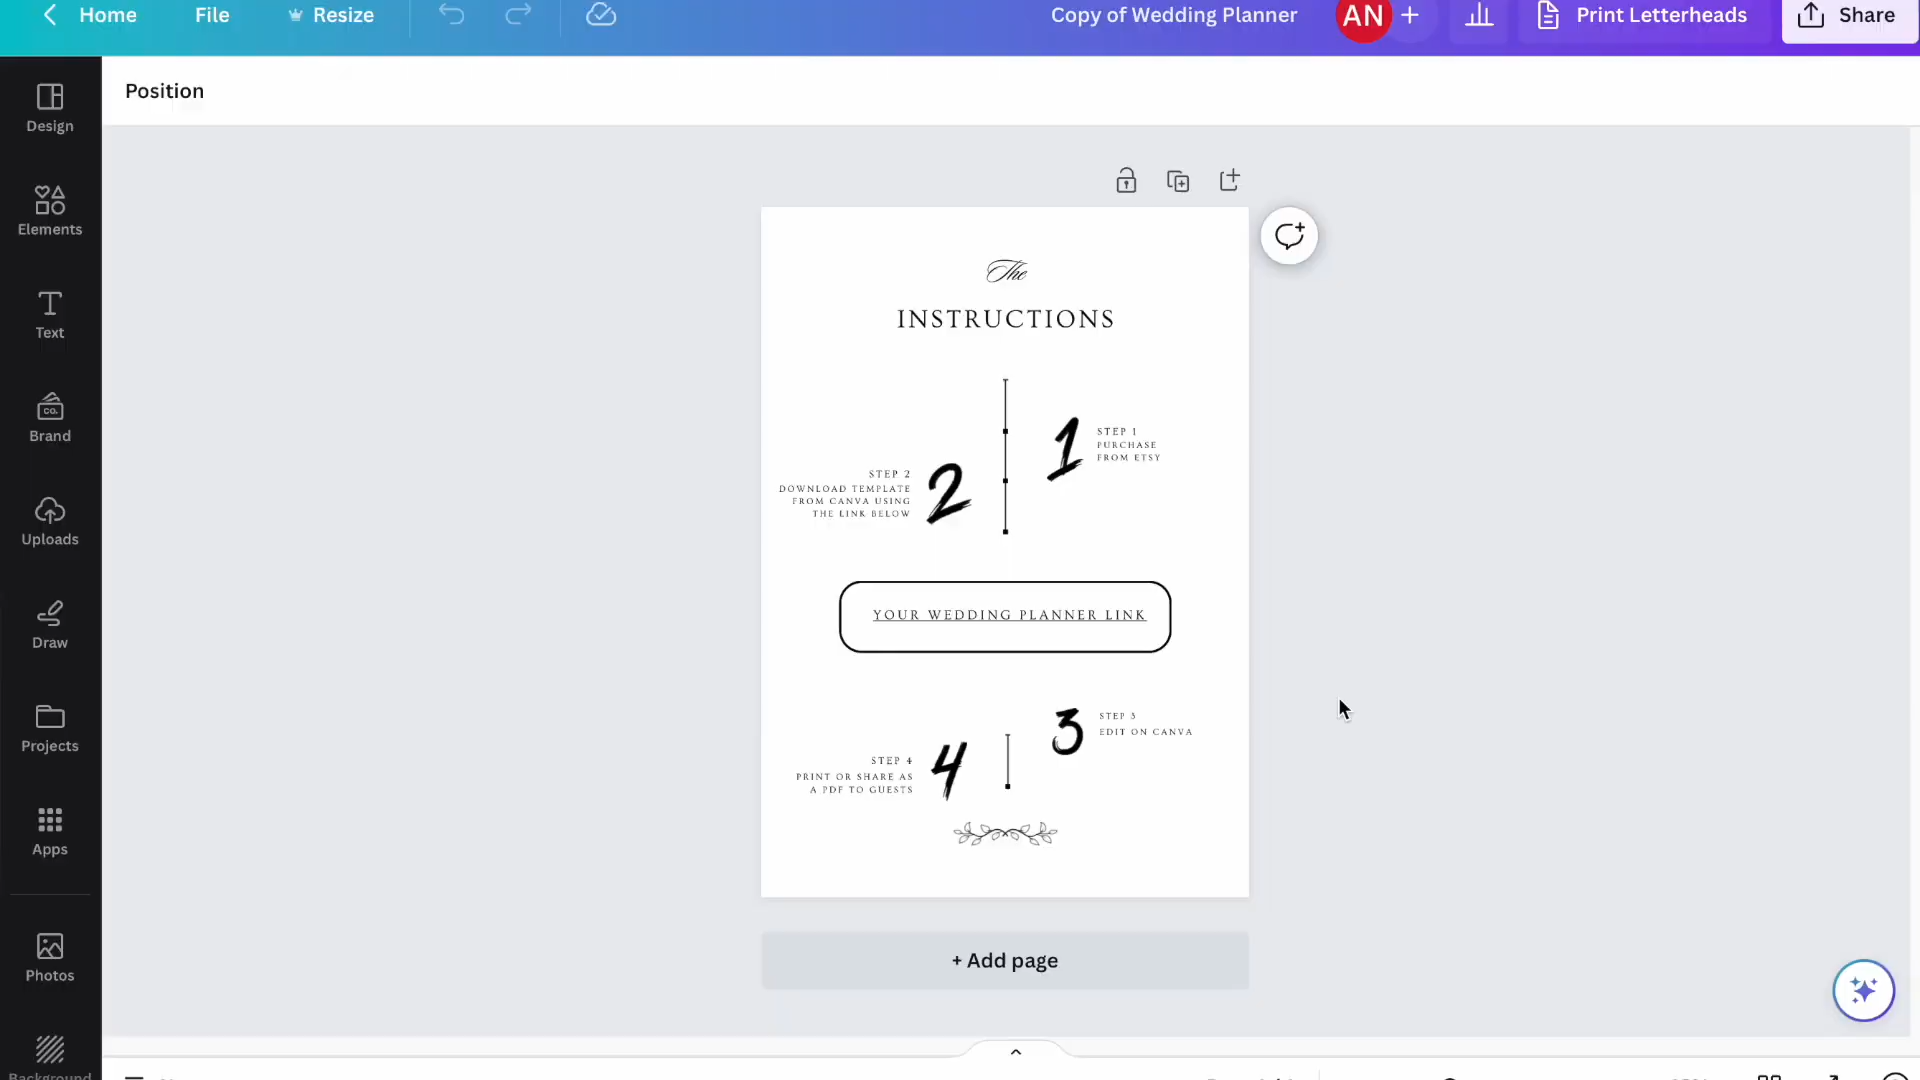 Home
File
Resize
Copy of Wedding Planner
AN
Print Letterheads
Share
Position
Design
Elements
Text
CO.
Brand
Uploads
Draw
Projects
Apps
Photos
Background
The
INSTRUCTIONS
STEP 1
PURCHASE
FROM ETSY
1
STEP 2
DOWNLOAD TEMPLATE
FROM CANVA USING
THE LINK BELOW
2
YOUR WEDDING PLANNER LINK
3
STEP 3
EDIT ON CANVA
STEP 4
PRINT OR SHARE AS
A PDF TO GUESTS
4
+ Add page